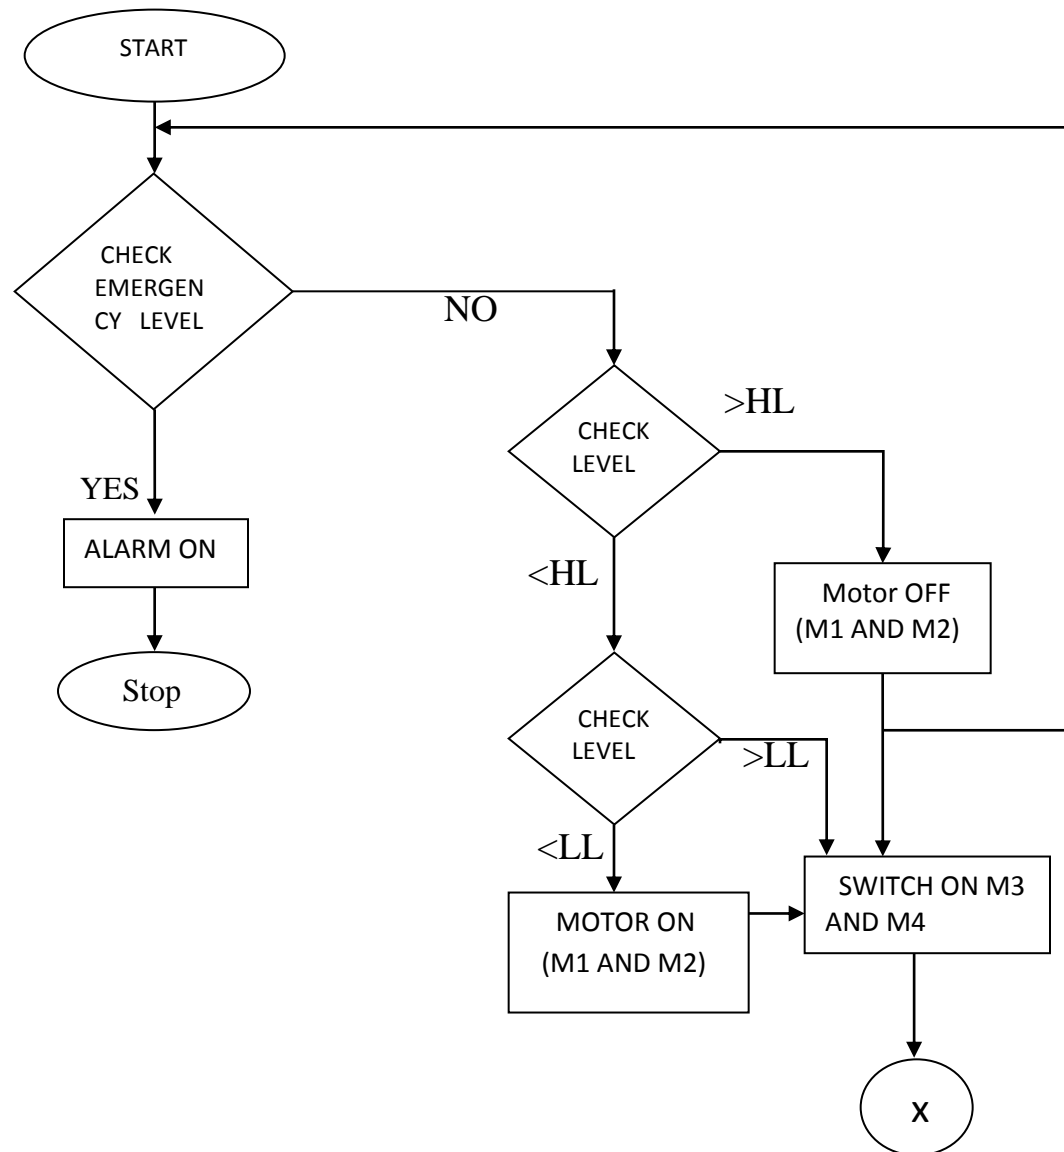 START
CHECK
EMERGEN
CY LEVEL
NO
YES
ALARM ON
Stop
CHECK
LEVEL
>HL
<HL
Motor OFF
(M1 AND M2)
CHECK
LEVEL
>LL
<LL
MOTOR ON
(M1 AND M2)
SWITCH ON M3
AND M4
X